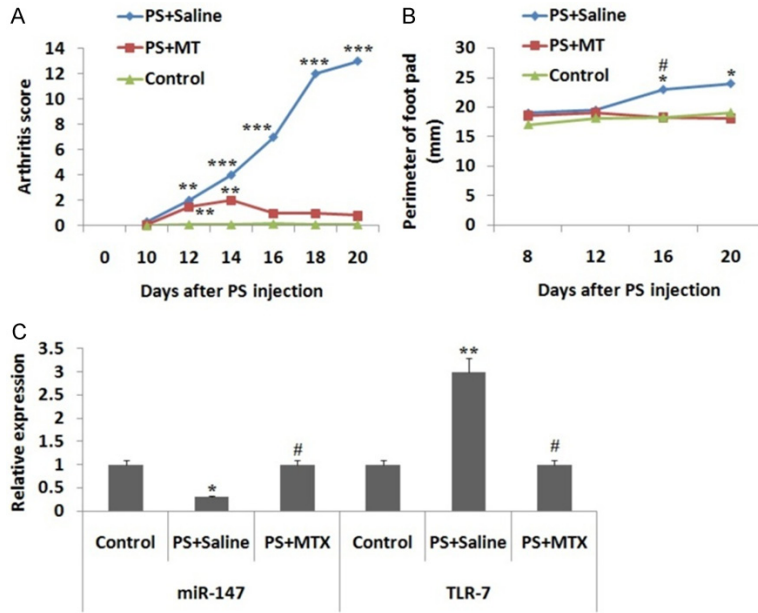 A
PS+Saline
PS+MT
Control
Arthritis score
14
12
10
8
6
4
2
0
***
***
***
***
**
**
**
0 10 12 14 16 18 20
Days after PS injection
B
PS+Saline
PS+MT
Control
Perimeter of foot pad
(mm)
30
25
20
15
10
5
0
#
*
*
8 12 16 20
Days after PS injection
C
Relative expression
3.5
3
2.5
2
1.5
1
0.5
0
*
#
**
#
Control PS+Saline PS+MTX Control PS+Saline PS+MTX
miR-147 TLR-7